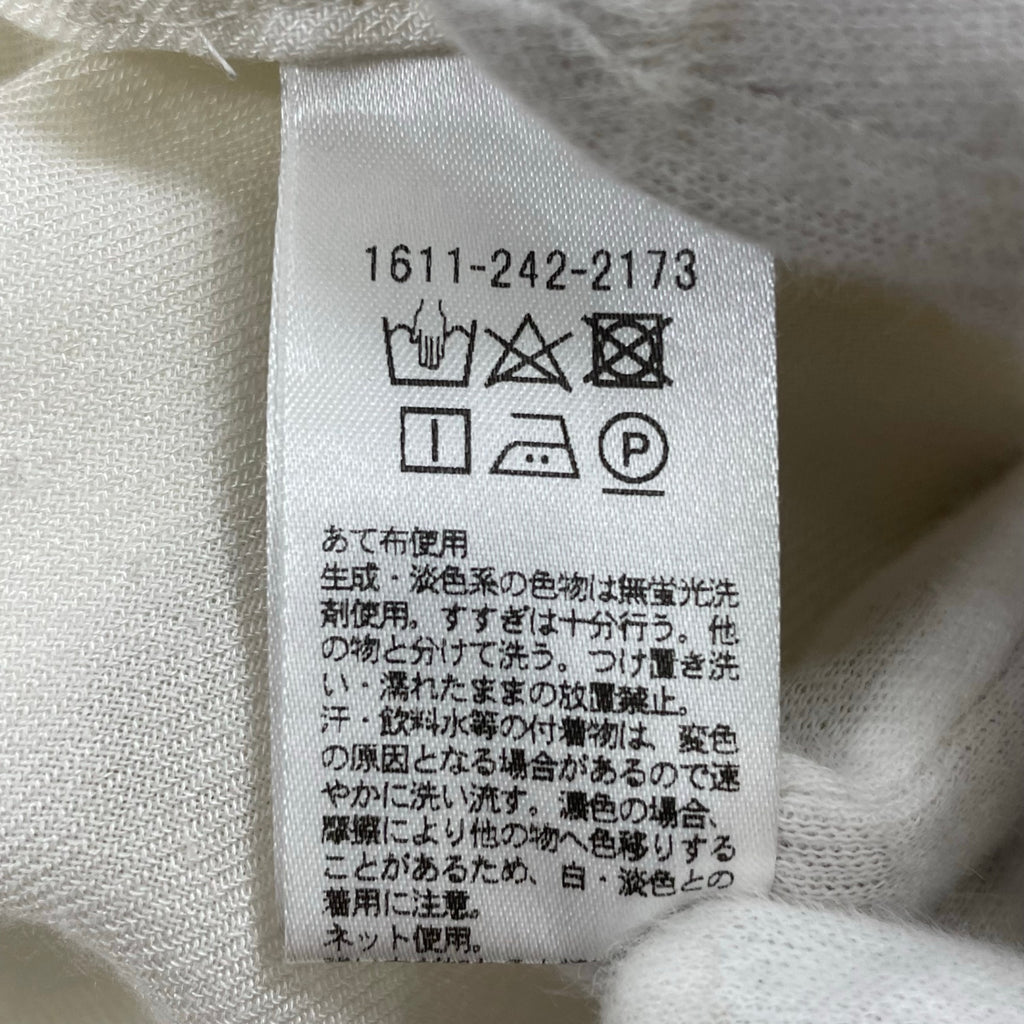 1611-242-2173
P
あて布使用
生成・淡色系の色物は無蛍光洗
剤使用。すすぎは十分行う。他
の物と分けて洗う。つけ置き洗
い・濡れたままの放置禁止。
汗・飲料水等の付着物は、変色
の原因となる場合があるので速
やかに洗い流す。濃色の場合、
摩擦により他の物へ色移りする
ことがあるため、白・淡色との
着用に注意。
ネット使用。